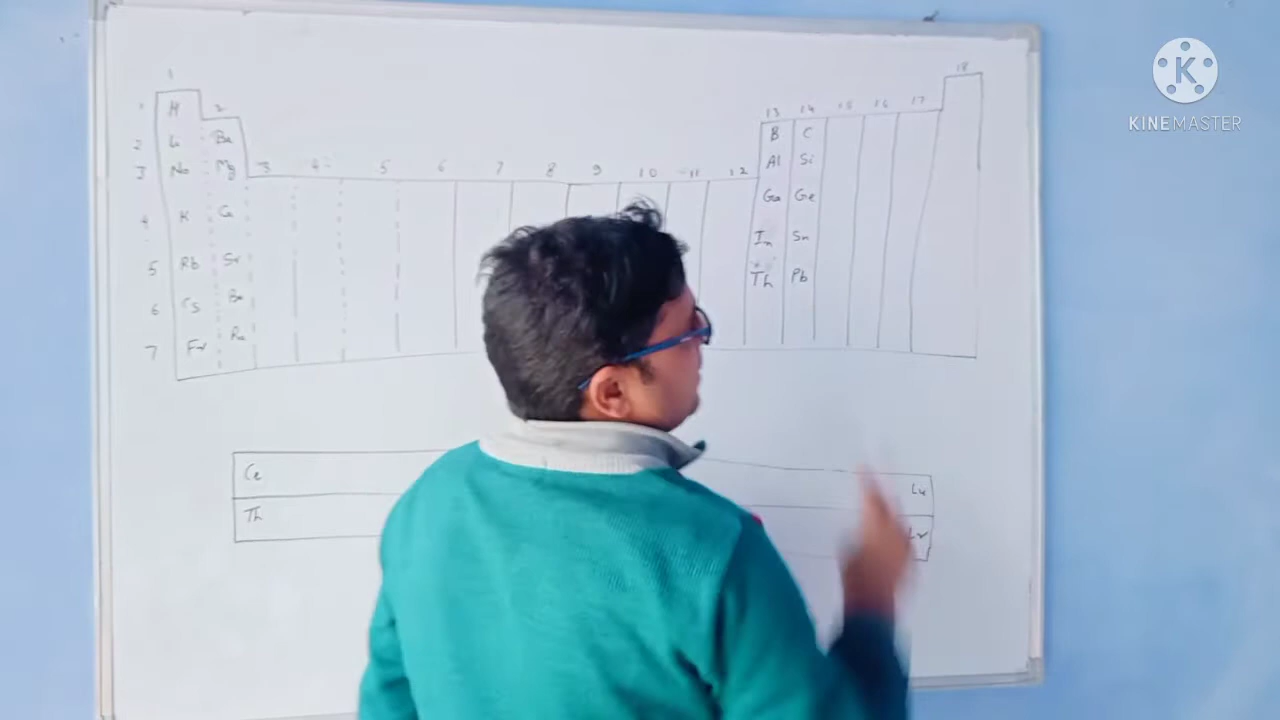 1 18
1 H 2 13 14 15 16 17
2 Li Be B C
3 Na Mg 3 4 5 6 7 8 9 10 11 12 Al Si
4 K Ca Ga Ge
5 Rb Sr In Sn
6 Cs Ba Th Pb
7 Fr Ra
Ce Lu
Th Lr
K
KINEMASTER